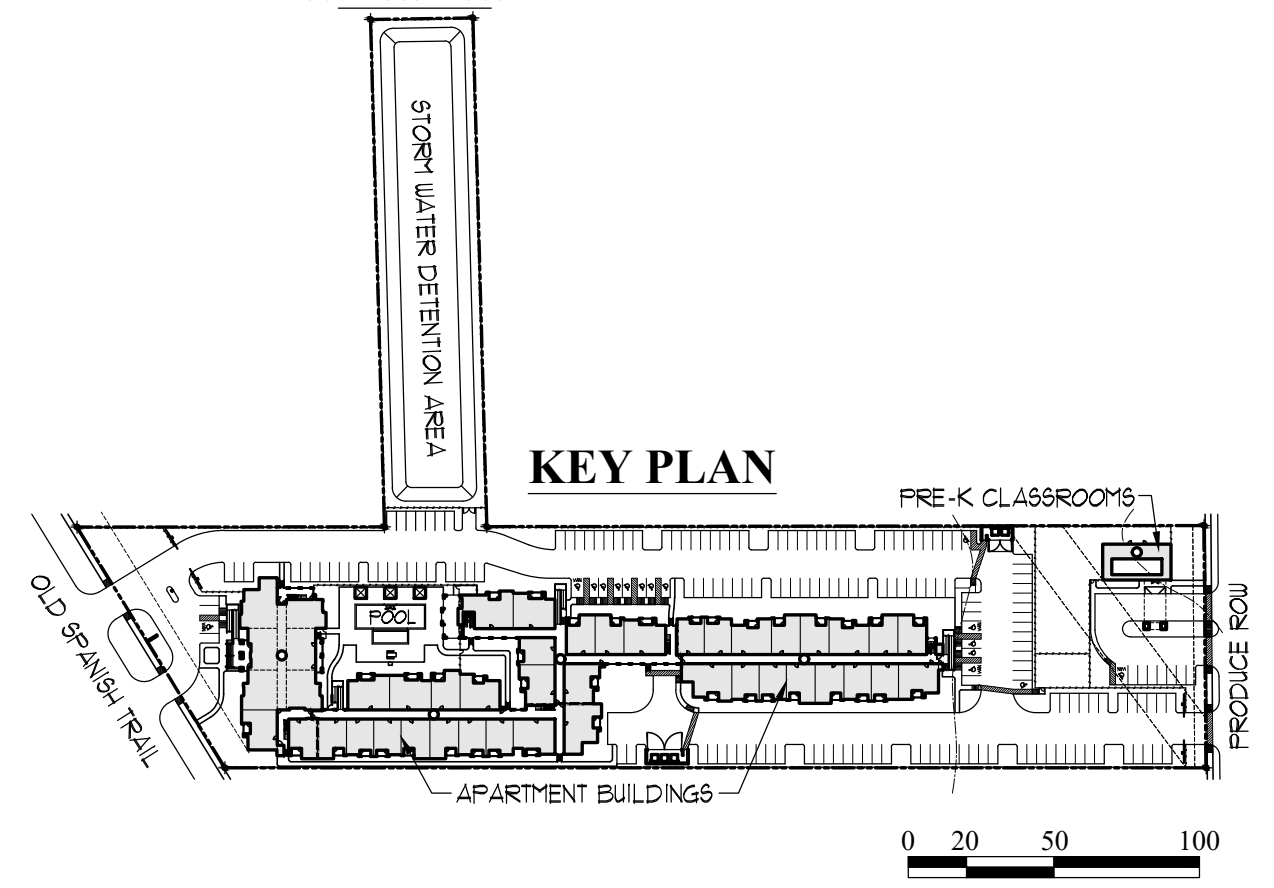 STORM WATER DETENTION AREA
KEY PLAN
PRE-K CLASSROOMS
OLD SPANISH TRAIL
POOL
PRODUCE ROW
APARTMENT BUILDINGS
0 20 50 100